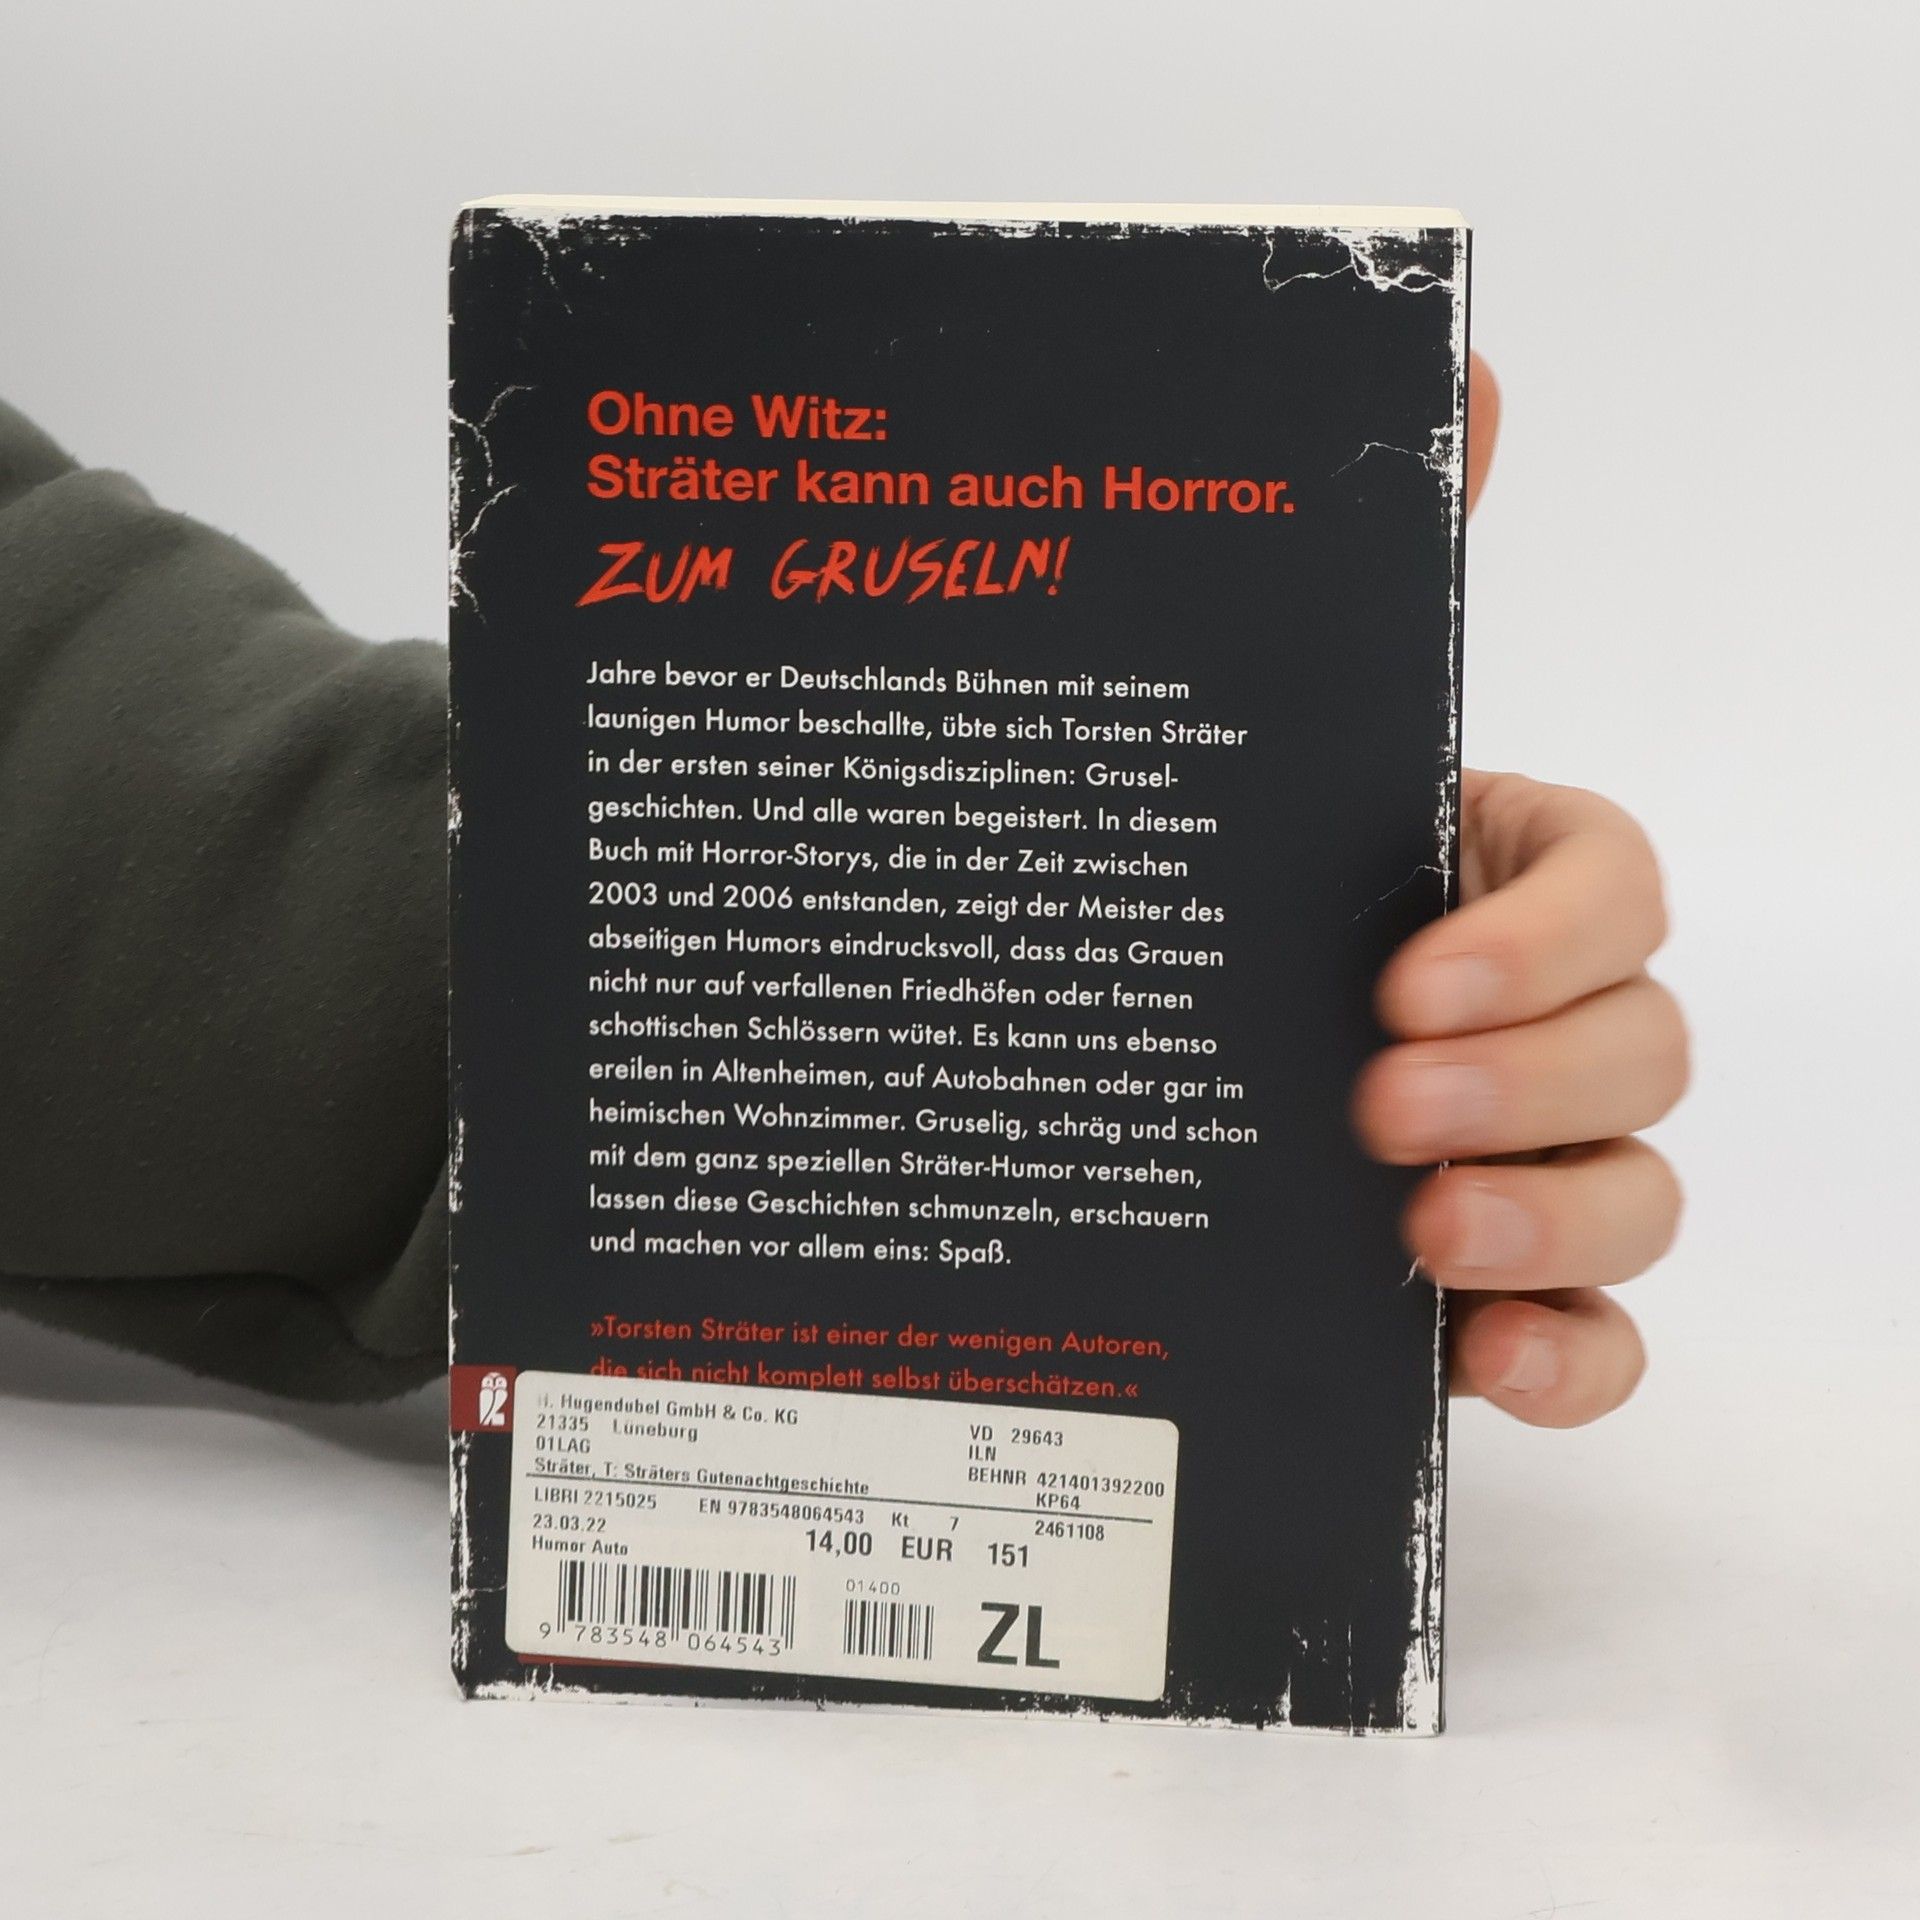 Ohne Witz:
Sträter kann auch Horror.
ZUM GRUSELN!
Jahre bevor er Deutschlands Bühnen mit seinem
launigen Humor beschallte, übte sich Torsten Sträter
in der ersten seiner Königsdisziplinen: Grusel-
geschichten. Und alle waren begeistert. In diesem
Buch mit Horror-Storys, die in der Zeit zwischen
2003 und 2006 entstanden, zeigt der Meister des
abseitigen Humors eindrucksvoll, dass das Grauen
nicht nur auf verfallenen Friedhöfen oder fernen
schottischen Schlössern wütet. Es kann uns ebenso
ereilen in Altenheimen, auf Autobahnen oder gar im
heimischen Wohnzimmer. Gruselig, schräg und schon
mit dem ganz speziellen Sträter-Humor versehen,
lassen diese Geschichten schmunzeln, erschauern
und machen vor allem eins: Spaß.
»Torsten Sträter ist einer der wenigen Autoren,
die sich nicht komplett selbst überschätzen.«
H. Hugendubel GmbH & Co. KG
21335 Lüneburg VD 29643
01LAG ILN
Sträter, T: Sträters Gutenachtgeschichte BEHNR 421401392200
KP64
LIBRI 2215025 EN 9783548064543 Kt 7 2461108
23.03.22 14,00 EUR 151
Humor Auto
01400
ZL
9 783548 064543